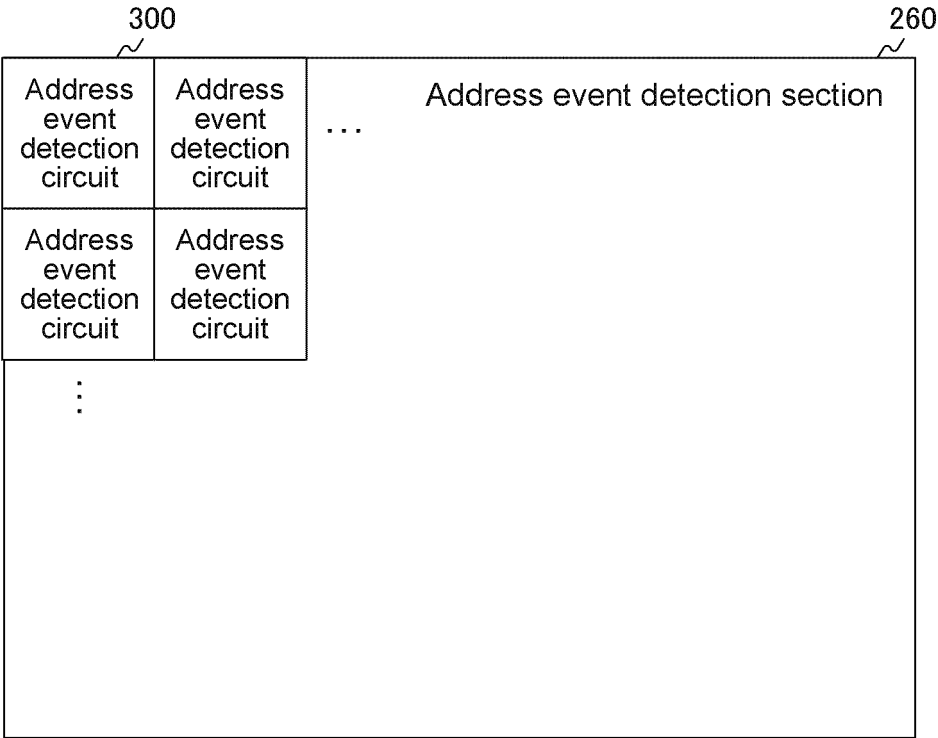 300
260
Address
event
detection
circuit
Address
event
detection
circuit
...
Address event detection section
Address
event
detection
circuit
Address
event
detection
circuit
⋮